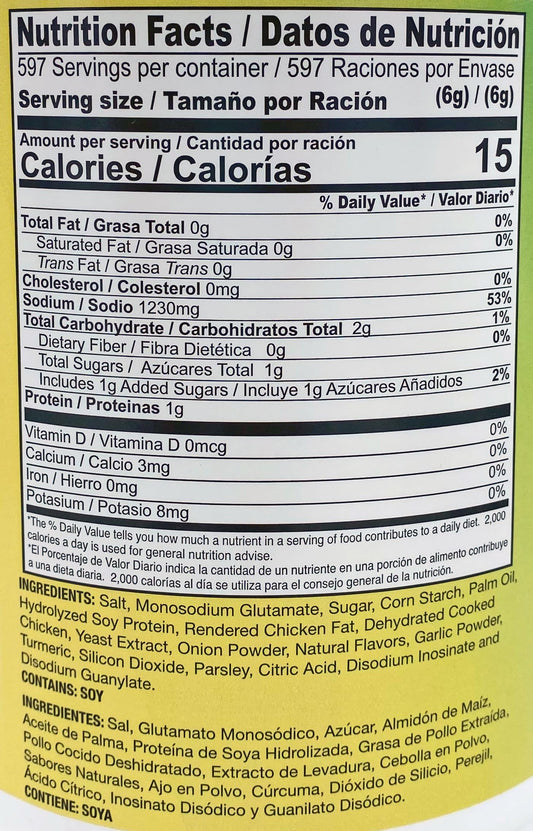 Nutrition Facts / Datos de Nutrición
597 Servings per container / 597 Raciones por Envase
Serving size / Tamaño por Ración (6g) / (6g)
Amount per serving / Cantidad por ración
Calories / Calorías 15
% Daily Value* / Valor Diario*
Total Fat / Grasa Total 0g 0%
Saturated Fat / Grasa Saturada 0g 0%
Trans Fat / Grasa Trans 0g
Cholesterol / Colesterol 0mg 0%
Sodium / Sodio 1230mg 53%
Total Carbohydrate / Carbohidratos Total 2g 1%
Dietary Fiber / Fibra Dietética 0g 0%
Total Sugars / Azúcares Total 1g
Includes 1g Added Sugars / Incluye 1g Azúcares Añadidos 2%
Protein / Proteinas 1g
Vitamin D / Vitamina D 0mcg 0%
Calcium / Calcio 3mg 0%
Iron / Hierro 0mg 0%
Potasium / Potasio 8mg 0%
*The % Daily Value tells you how much a nutrient in a serving of food contributes to a daily diet. 2,000
calories a day is used for general nutrition advise.
*El Porcentaje de Valor Diario indica la cantidad de un nutriente en una porción de alimento contribuye
a una dieta diaria. 2,000 calorías al día se utiliza para el consejo general de la nutrición.
INGREDIENTS: Salt, Monosodium Glutamate, Sugar, Corn Starch, Palm Oil,
Hydrolyzed Soy Protein, Rendered Chicken Fat, Dehydrated Cooked
Chicken, Yeast Extract, Onion Powder, Natural Flavors, Garlic Powder,
Turmeric, Silicon Dioxide, Parsley, Citric Acid, Disodium Inosinate and
Disodium Guanylate.
CONTAINS: SOY
INGREDIENTES: Sal, Glutamato Monosódico, Azúcar, Almidón de Maíz,
Aceite de Palma, Proteína de Soya Hidrolizada, Grasa de Pollo Extraída,
Pollo Cocido Deshidratado, Extracto de Levadura, Cebolla en Polvo,
Sabores Naturales, Ajo en Polvo, Cúrcuma, Dióxido de Silicio, Perejil,
Ácido Cítrico, Inosinato Disódico y Guanilato Disódico.
CONTIENE: SOYA